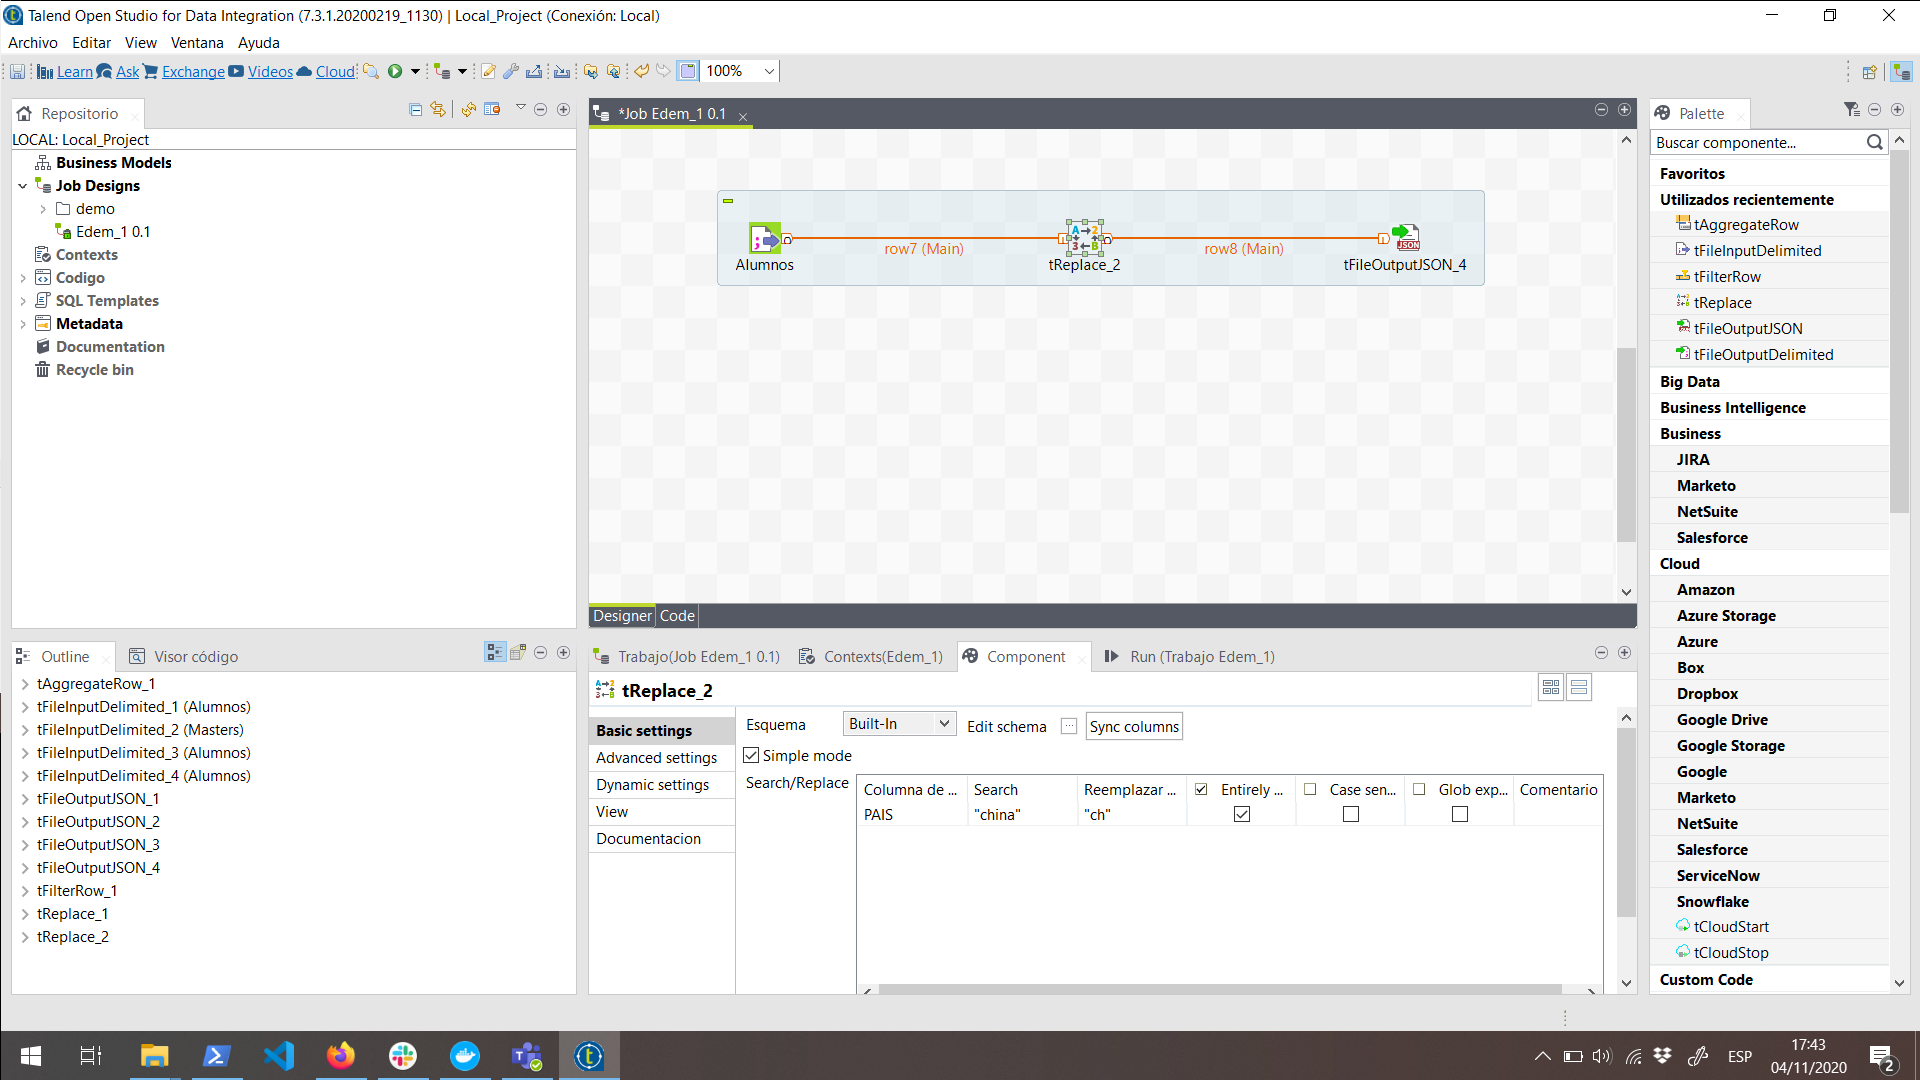 Talend Open Studio for Data Integration (7.3.1.20200219_1130) | Local_Project (Conexión: Local)
Archivo Editar View Ventana Ayuda
Learn Ask Exchange Videos Cloud 100%
Repositorio
LOCAL: Local_Project
Business Models
Job Designs
demo
Edem_1 0.1
Contexts
Codigo
SQL Templates
Metadata
Documentation
Recycle bin
*Job Edem_1 0.1
Alumnos
row7 (Main)
tReplace_2
row8 (Main)
JSON
tFileOutputJSON_4
Designer Code
Palette
Buscar componente...
Favoritos
Utilizados recientemente
tAggregateRow
tFileInputDelimited
tFilterRow
tReplace
tFileOutputJSON
tFileOutputDelimited
Big Data
Business Intelligence
Business
JIRA
Marketo
NetSuite
Salesforce
Cloud
Amazon
Azure Storage
Azure
Box
Dropbox
Google Drive
Google Storage
Google
Marketo
NetSuite
Salesforce
ServiceNow
Snowflake
tCloudStart
tCloudStop
Custom Code
Outline Visor código
tAggregateRow_1
tFileInputDelimited_1 (Alumnos)
tFileInputDelimited_2 (Masters)
tFileInputDelimited_3 (Alumnos)
tFileInputDelimited_4 (Alumnos)
tFileOutputJSON_1
tFileOutputJSON_2
tFileOutputJSON_3
tFileOutputJSON_4
tFilterRow_1
tReplace_1
tReplace_2
Trabajo(Job Edem_1 0.1) Contexts(Edem_1) Component Run (Trabajo Edem_1)
tReplace_2
Basic settings
Advanced settings
Dynamic settings
View
Documentacion
Esquema Built-In Edit schema ... Sync columns
Simple mode
Search/Replace
Columna de ... Search Reemplazar ... Entirely ... Case sen... Glob exp... Comentario
PAIS "china" "ch"
ESP
17:43
04/11/2020
2